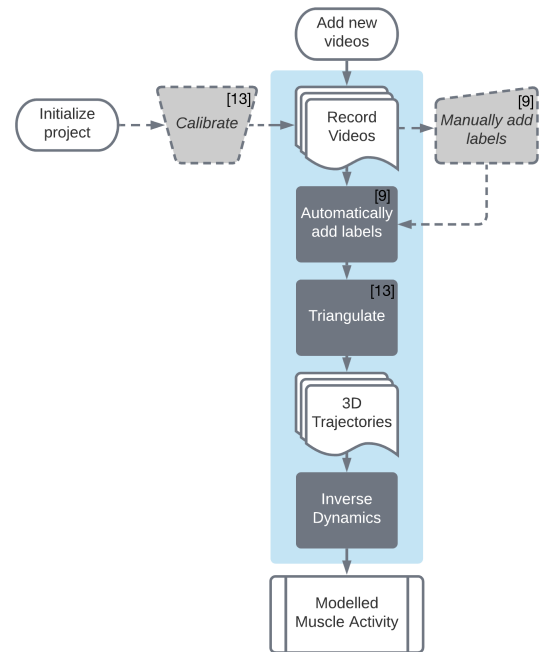 Add new
videos
Initialize
project
[13]
Calibrate
Record
Videos
[9]
Manually add
labels
[9]
Automatically
add labels
[13]
Triangulate
3D
Trajectories
Inverse
Dynamics
Modelled
Muscle Activity